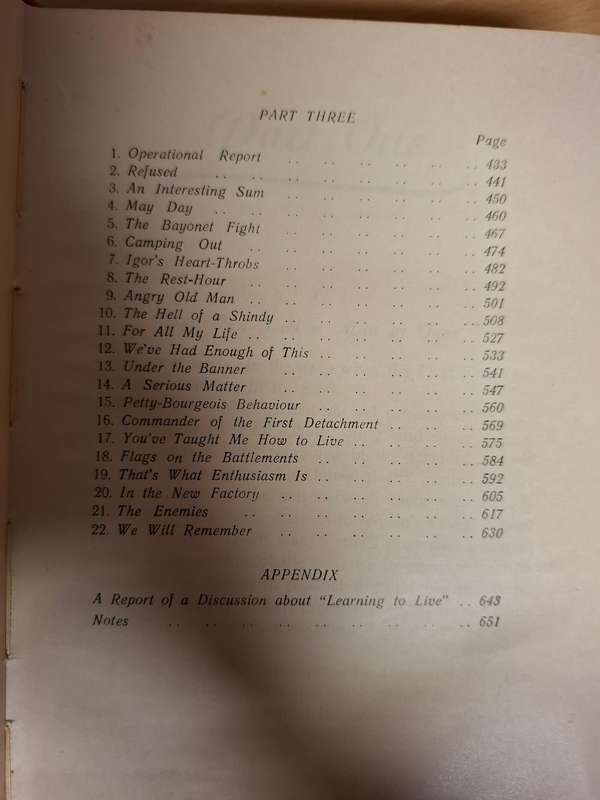 PART THREE
Page
1. Operational Report .. .. .. .. .. .. 433
2. Refused .. .. .. .. .. .. .. .. 441
3. An Interesting Sum .. .. .. .. .. .. 450
4. May Day .. .. .. .. .. .. .. .. 460
5. The Bayonet Fight .. .. .. .. .. .. 467
6. Camping Out .. .. .. .. .. .. .. 474
7. Igor's Heart-Throbs .. .. .. .. .. .. 482
8. The Rest-Hour .. .. .. .. .. .. .. 492
9. Angry Old Man .. .. .. .. .. .. .. 501
10. The Hell of a Shindy .. .. .. .. .. .. 508
11. For All My Life .. .. .. .. .. .. .. 527
12. We've Had Enough of This .. .. .. .. .. 533
13. Under the Banner .. .. .. .. .. .. 541
14. A Serious Matter .. .. .. .. .. .. 547
15. Petty-Bourgeois Behaviour .. .. .. .. .. 560
16. Commander of the First Detachment .. .. .. 569
17. You've Taught Me How to Live .. .. .. .. 575
18. Flags on the Battlements .. .. .. .. .. 584
19. That's What Enthusiasm Is .. .. .. .. .. 592
20. In the New Factory .. .. .. .. .. .. 605
21. The Enemies .. .. .. .. .. .. .. 617
22. We Will Remember .. .. .. .. .. .. 630
APPENDIX
A Report of a Discussion about "Learning to Live" .. 643
Notes .. .. .. .. .. .. .. .. .. 651